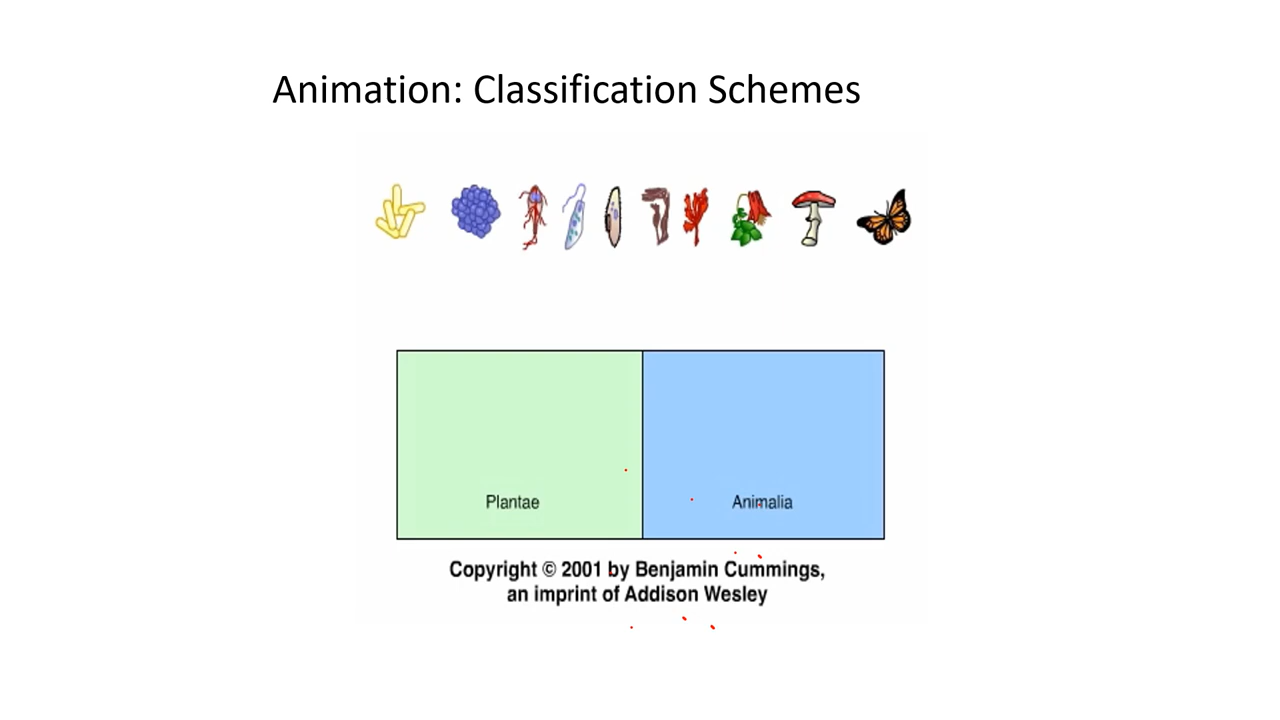 Animation: Classification Schemes
Plantae
Animalia
Copyright © 2001 by Benjamin Cummings,
an imprint of Addison Wesley